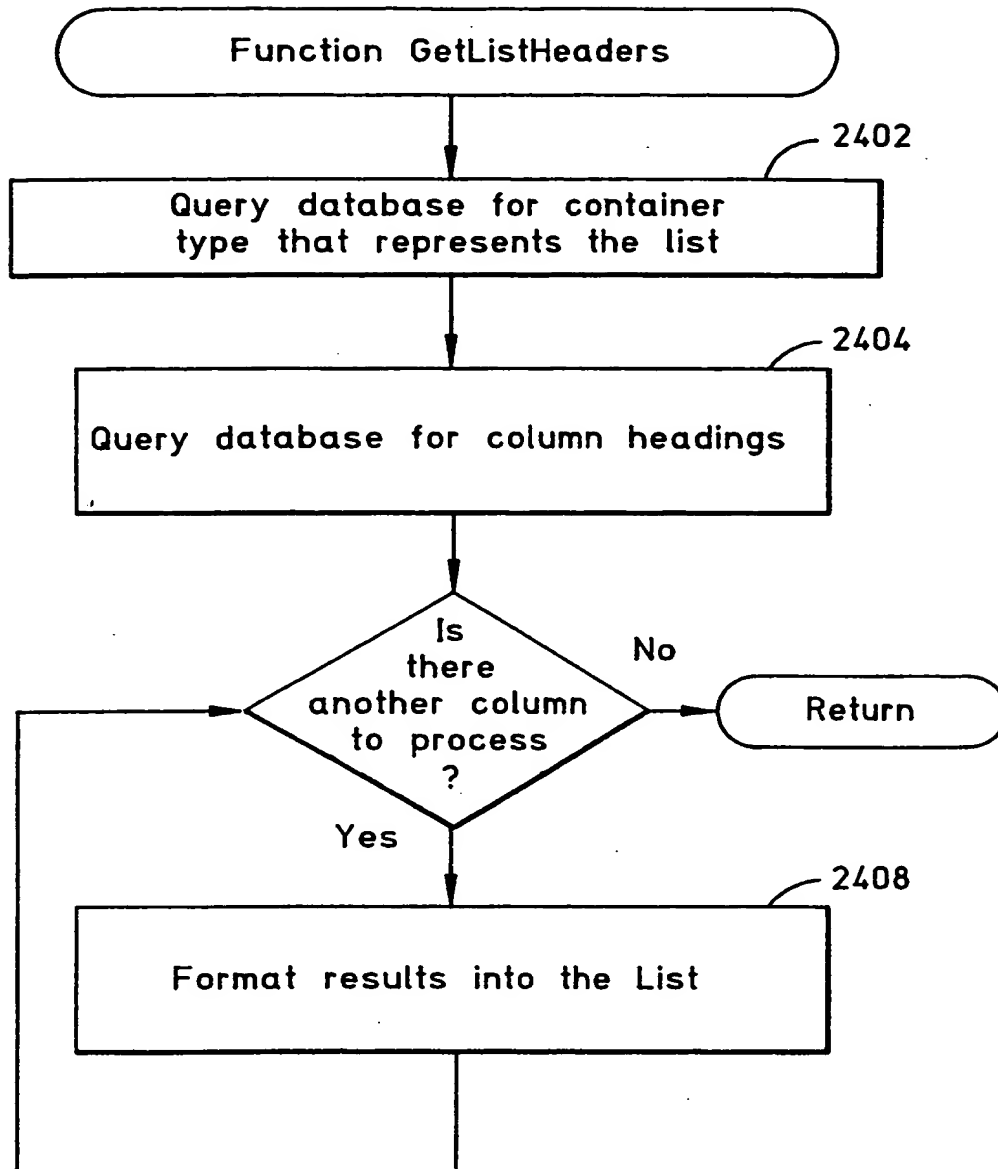 Function GetListHeaders
2402
Query database for container
type that represents the list
2404
Query database for column headings
Is
there
another column
to process
?
No
Return
Yes
2408
Format results into the List